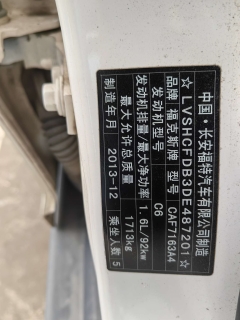 中国·长安福特汽车有限公司制造
☆LVSHCFDB3DE487201☆
品牌 福克斯牌 型号 CAF7163A4
发动机型号 C6
发动机排量/最大净功率 1.6L/92kw
最大允许总质量 1713kg
制造年月 2013-12 乘坐人数 5